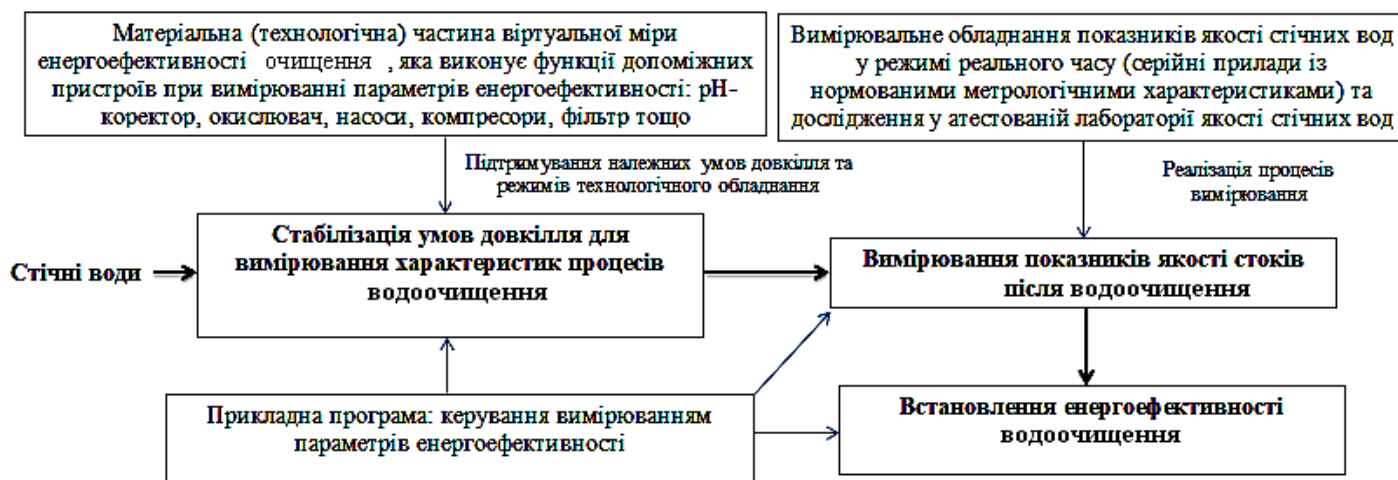 Матеріальна (технологічна) частина віртуальної міри
енергоефективності очищення , яка виконує функції допоміжних
пристроїв при вимірюванні параметрів енергоефективності: pH-
коректор, окислювач, насоси, компресори, фільтр тощо
Вимірювальне обладнання показників якості стічних вод
у режимі реального часу (серійні прилади із
нормованими метрологічними характеристиками) та
дослідження у атестованій лабораторії якості стічних вод
Підтримування належних умов довкілля та
режимів технологічного обладнання
Реалізація процесів
вимірювання
Стічні води
Стабілізація умов довкілля для
вимірювання характеристик процесів
водоочищення
Вимірювання показників якості стоків
після водоочищення
Прикладна програма: керування вимірюванням
параметрів енергоефективності
Встановлення енергоефективності
водоочищення